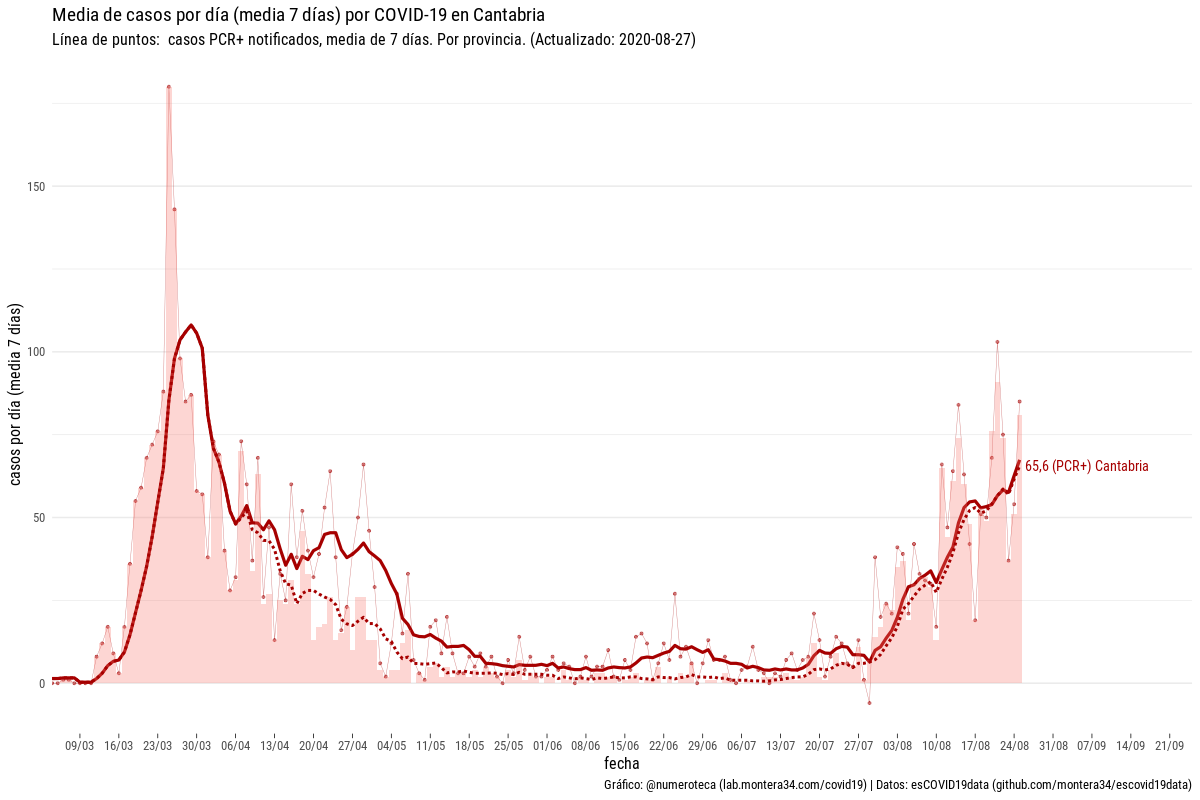 Media de casos por día (media 7 días) por COVID-19 en Cantabria
Línea de puntos:  casos PCR+ notificados, media de 7 días. Por provincia. (Actualizado: 2020-08-27)
casos por día (media 7 días)
150
100
50
0
65,6 (PCR+) Cantabria
09/03 16/03 23/03 30/03 06/04 13/04 20/04 27/04 04/05 11/05 18/05 25/05 01/06 08/06 15/06 22/06 29/06 06/07 13/07 20/07 27/07 03/08 10/08 17/08 24/08 31/08 07/09 14/09 21/09
fecha
Gráfico: @numeroteca (lab.montera34.com/covid19) | Datos: esCOVID19data (github.com/montera34/escovid19data)